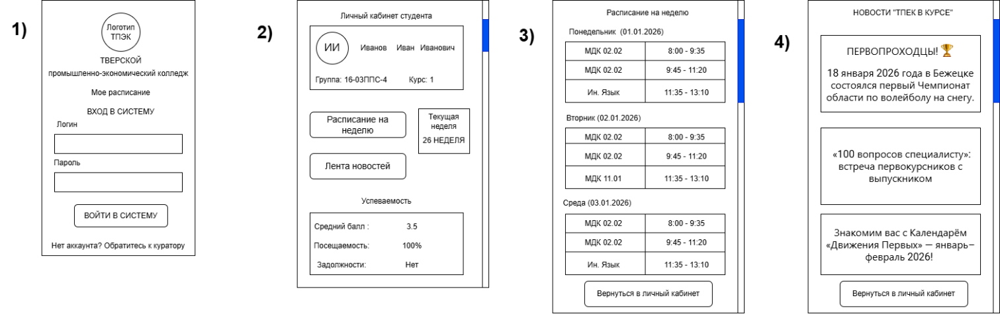 1)
Логотип
ТПЭК
ТВЕРСКОЙ
промышленно-экономический колледж
Мое расписание
ВХОД В СИСТЕМУ
Логин
Пароль
ВОЙТИ В СИСТЕМУ
Нет аккаунта? Обратитесь к куратору
2)
Личный кабинет студента
ИИ
Иванов Иван Иванович
Группа: 16-03ППС-4 Курс: 1
Расписание на
неделю
Текущая
неделя
26 НЕДЕЛЯ
Лента новостей
Успеваемость
Средний балл : 3.5
Посещаемость: 100%
Задолжности: Нет
3)
Расписание на неделю
Понедельник (01.01.2026)
МДК 02.02 8:00 - 9:35
МДК 02.02 9:45 - 11:20
Ин. Язык 11:35 - 13:10
Вторник (02.01.2026)
МДК 02.02 8:00 - 9:35
МДК 02.02 9:45 - 11:20
МДК 11.01 11:35 - 13:10
Среда (03.01.2026)
МДК 02.02 8:00 - 9:35
МДК 02.02 9:45 - 11:20
Ин. Язык 11:35 - 13:10
Вернуться в личный кабинет
4)
НОВОСТИ "ТПЕК В КУРСЕ"
ПЕРВОПРОХОДЦЫ! 🏆
18 января 2026 года в Бежецке
состоялся первый Чемпионат
области по волейболу на снегу.
«100 вопросов специалисту»:
встреча первокурсников с
выпускником
Знакомим вас с Календарём
«Движения Первых» — январь–
февраль 2026!
Вернуться в личный кабинет